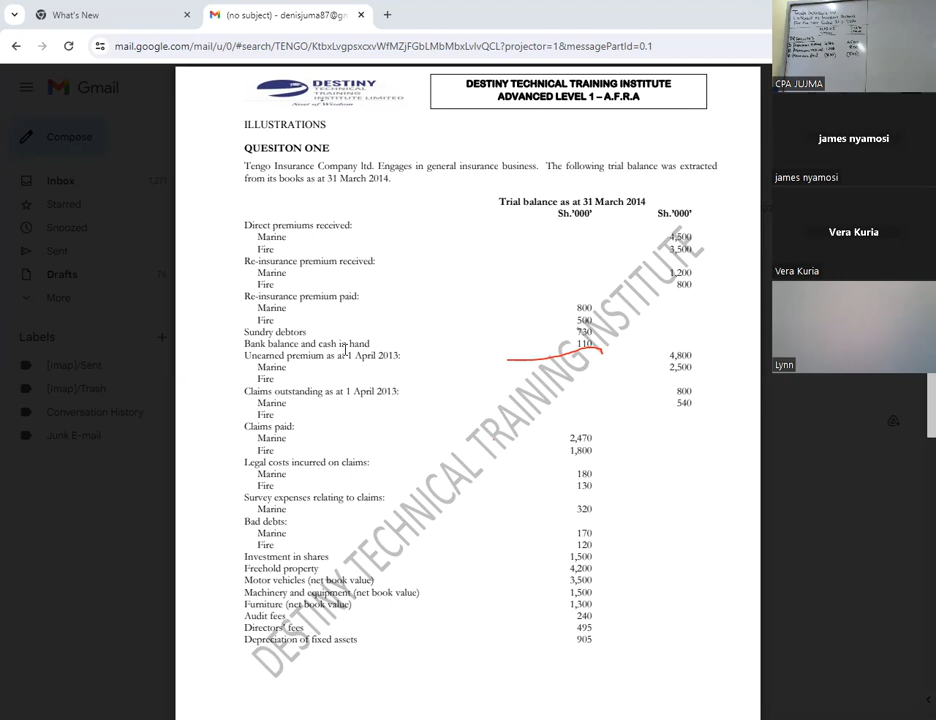 What's New
(no subject) - denisjuma87@gm
mail.google.com/mail/u/0/#search/TENGO/KtbxLvgpsxcxvWfMZjFGbLMbMbxLvlvQCL?projector=1&messagePartId=0.1
Gmail
Compose
Inbox 1,271
Starred
Snoozed
Sent
Drafts 76
More
Labels
[Imap]/Sent
[Imap]/Trash
Conversation History
Junk E-mail
DESTINY
TECHNICAL
TRAINING
INSTITUTE LIMITED
Seat of Wisdom
DESTINY TECHNICAL TRAINING INSTITUTE
ADVANCED LEVEL 1 – A.F.R.A
ILLUSTRATIONS
QUESITON ONE
Tengo Insurance Company ltd. Engages in general insurance business. The following trial balance was extracted
from its books as at 31 March 2014.
Trial balance as at 31 March 2014
Sh.'000' Sh.'000'
Direct premiums received:
Marine 4,500
Fire 3,500
Re-insurance premium received:
Marine 1,200
Fire 800
Re-insurance premium paid:
Marine 800
Fire 500
Sundry debtors 730
Bank balance and cash in hand 110
Unearned premium as at 1 April 2013: 4,800
Marine 2,500
Fire
Claims outstanding as at 1 April 2013: 800
Marine 540
Fire
Claims paid:
Marine 2,470
Fire 1,800
Legal costs incurred on claims:
Marine 180
Fire 130
Survey expenses relating to claims:
Marine 320
Bad debts:
Marine 170
Fire 120
Investment in shares 1,500
Freehold property 4,200
Motor vehicles (net book value) 3,500
Machinery and equipment (net book value) 1,500
Furniture (net book value) 1,300
Audit fees 240
Directors' fees 495
Depreciation of fixed assets 905
DESTINY TECHNICAL TRAINING INSTITUTE
CPA JUJMA
james nyamosi
james nyamosi
Vera Kuria
Vera Kuria
Lynn